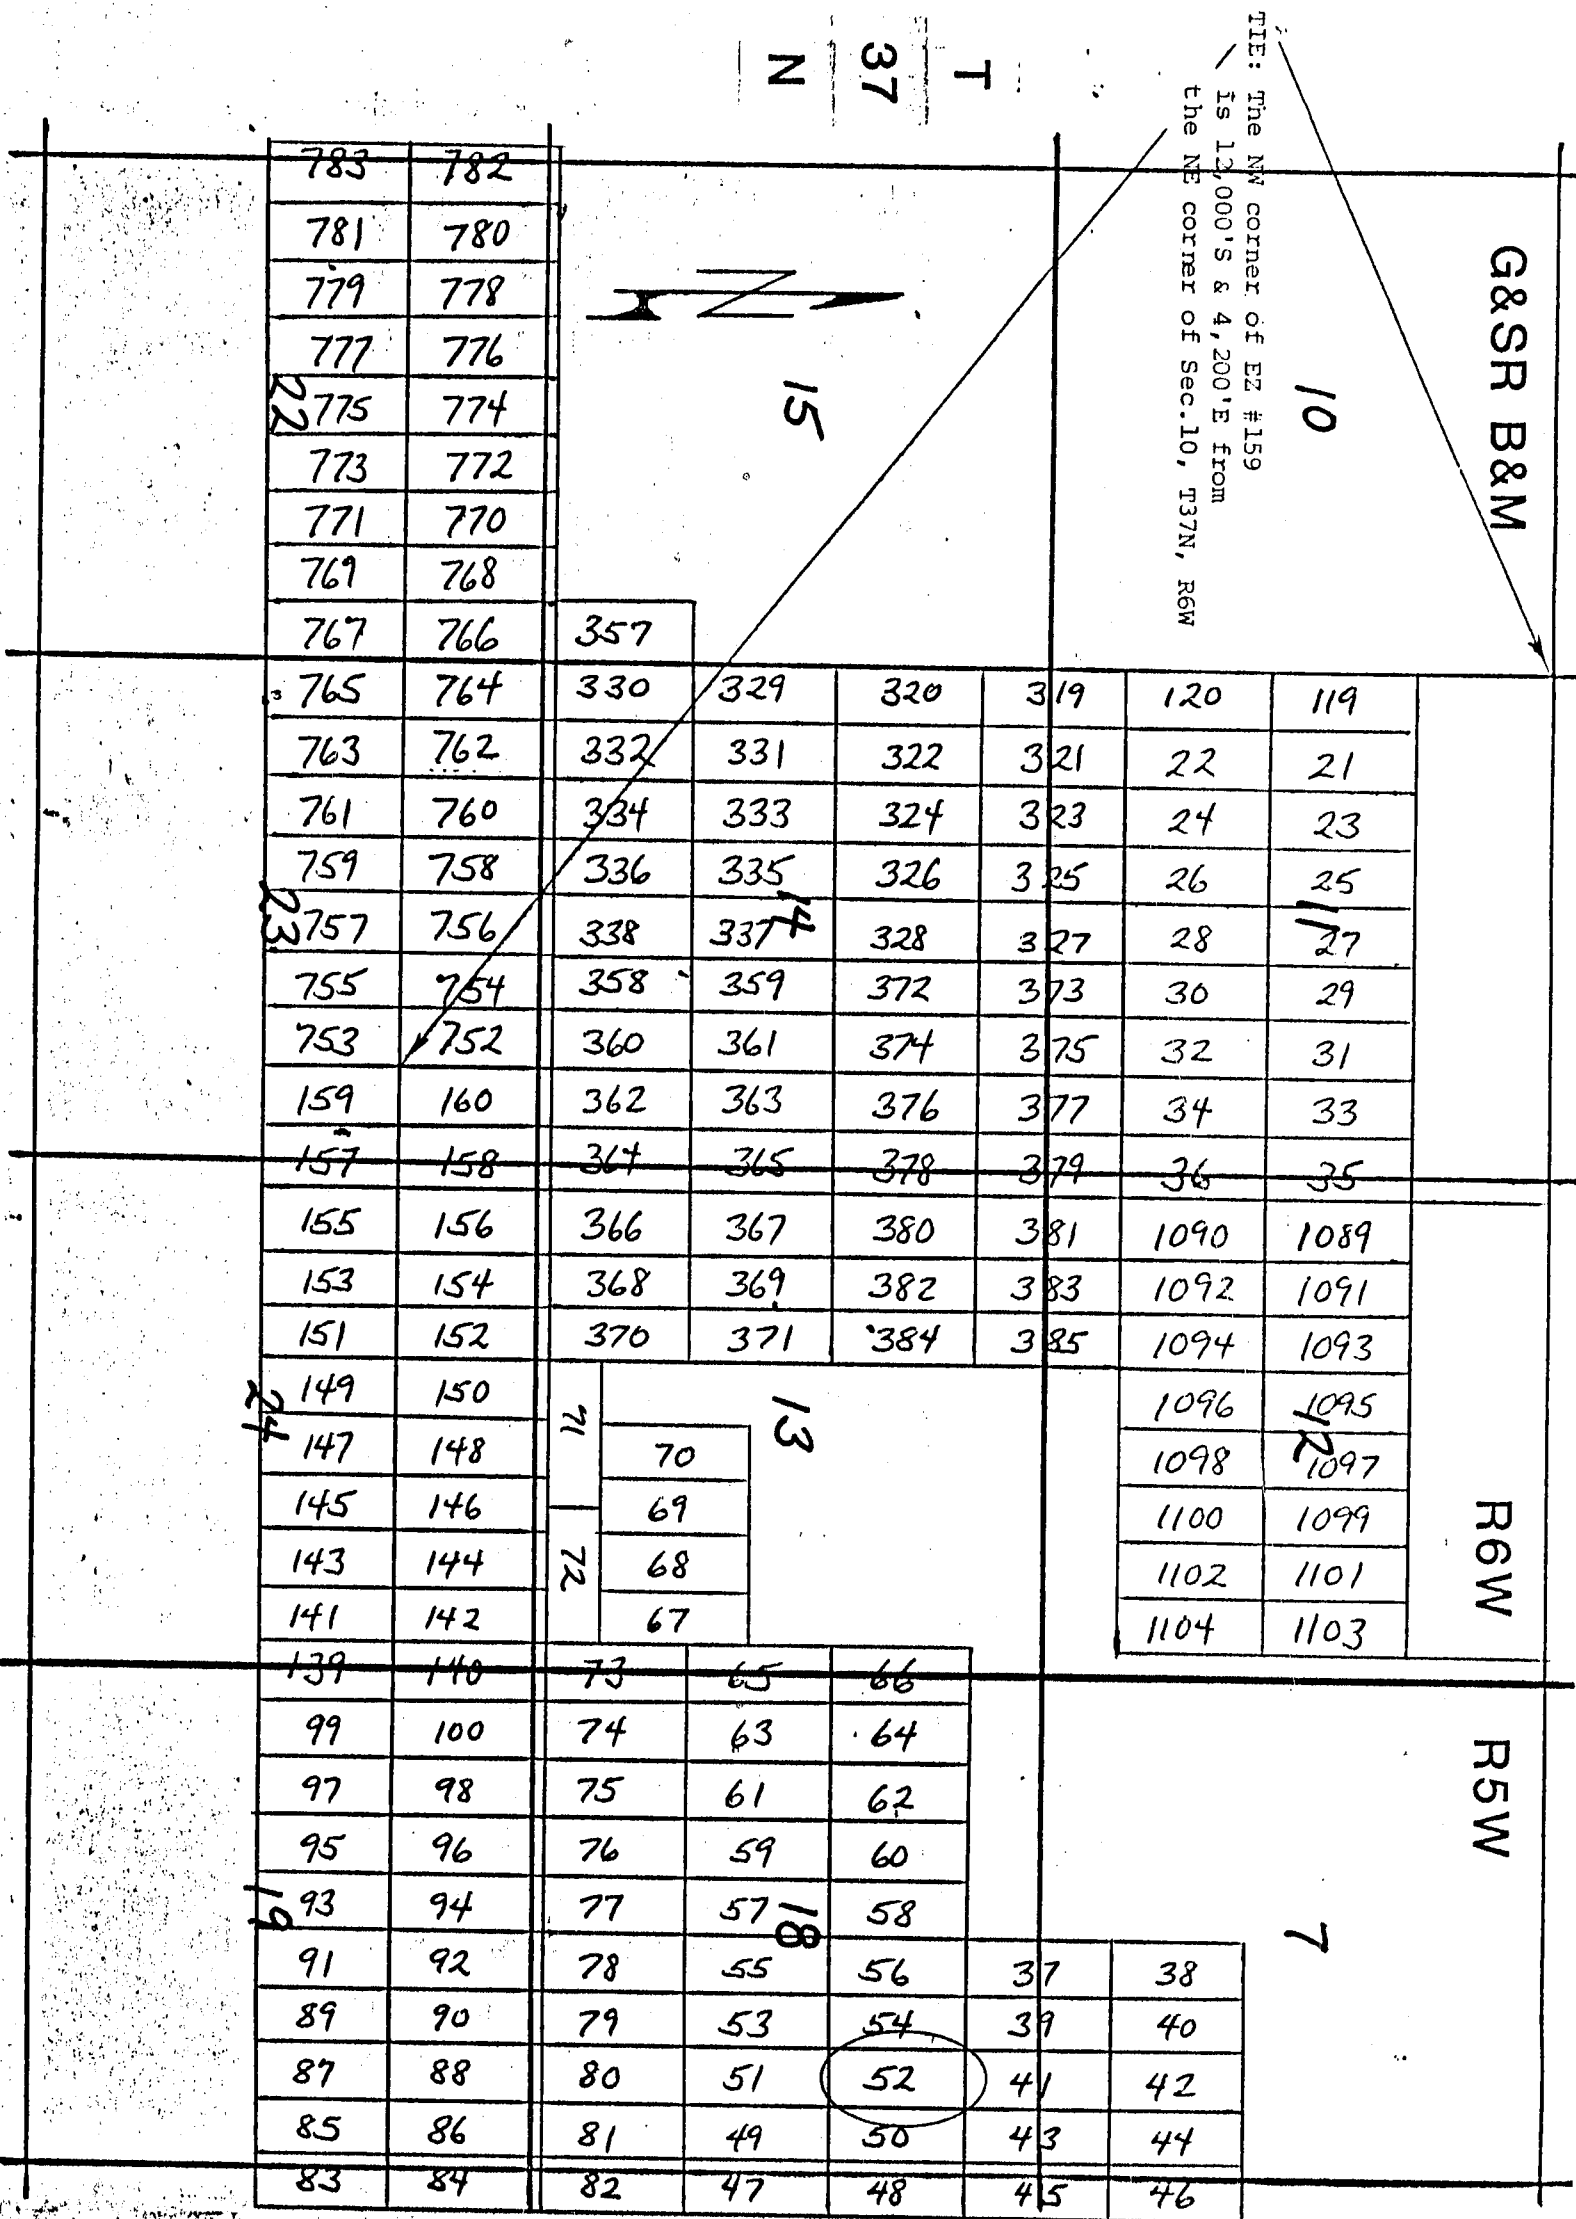 T
37
N
TIE: The NW corner of EZ #159
is 12,000'S & 4,200'E from
the NE corner of Sec.10, T37N, R6W
G&SR B&M
R6W
R5W
10
15
22
783 782
781 780
779 778
777 776
775 774
773 772
771 770
769 768
767 766 357
765 764 330 329 320 319 120 119
763 762 332 331 322 321 22 21
761 760 334 333 324 323 24 23
759 758 336 335 326 325 26 25
23 14 11
757 756 338 337 328 327 28 27
755 754 358 359 372 373 30 29
753 752 360 361 374 375 32 31
159 160 362 363 376 377 34 33
157 158 364 365 378 379 36 35
155 156 366 367 380 381 1090 1089
153 154 368 369 382 383 1092 1091
151 152 370 371 384 385 1094 1093
24 13 12
149 150 71 1096 1095
147 148 70 1098 1097
145 146 69 1100 1099
143 144 72 68 1102 1101
141 142 67 1104 1103
139 140 73 65 66
99 100 74 63 64
97 98 75 61 62
95 96 76 59 60
19 18 7
93 94 77 57 58
91 92 78 55 56 37 38
89 90 79 53 54 39 40
87 88 80 51 52 41 42
85 86 81 49 50 43 44
83 84 82 47 48 45 46